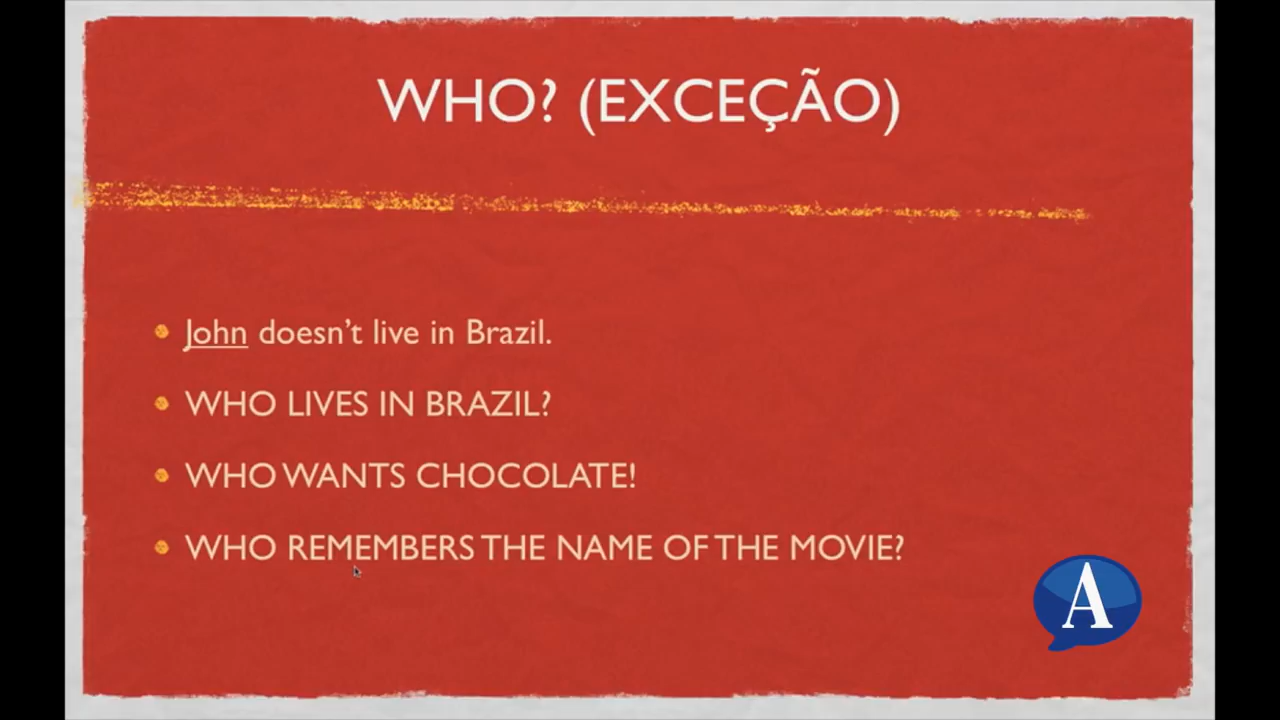 WHO? (EXCEÇÃO)
John doesn't live in Brazil.
WHO LIVES IN BRAZIL?
WHO WANTS CHOCOLATE!
WHO REMEMBERS THE NAME OF THE MOVIE?
A